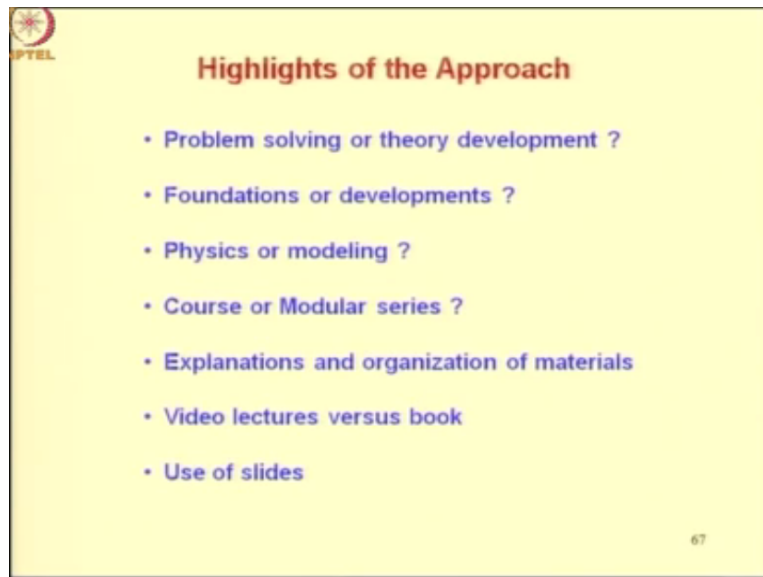 NPTEL
Highlights of the Approach
• Problem solving or theory development ?
• Foundations or developments ?
• Physics or modeling ?
• Course or Modular series ?
• Explanations and organization of materials
• Video lectures versus book
• Use of slides
67